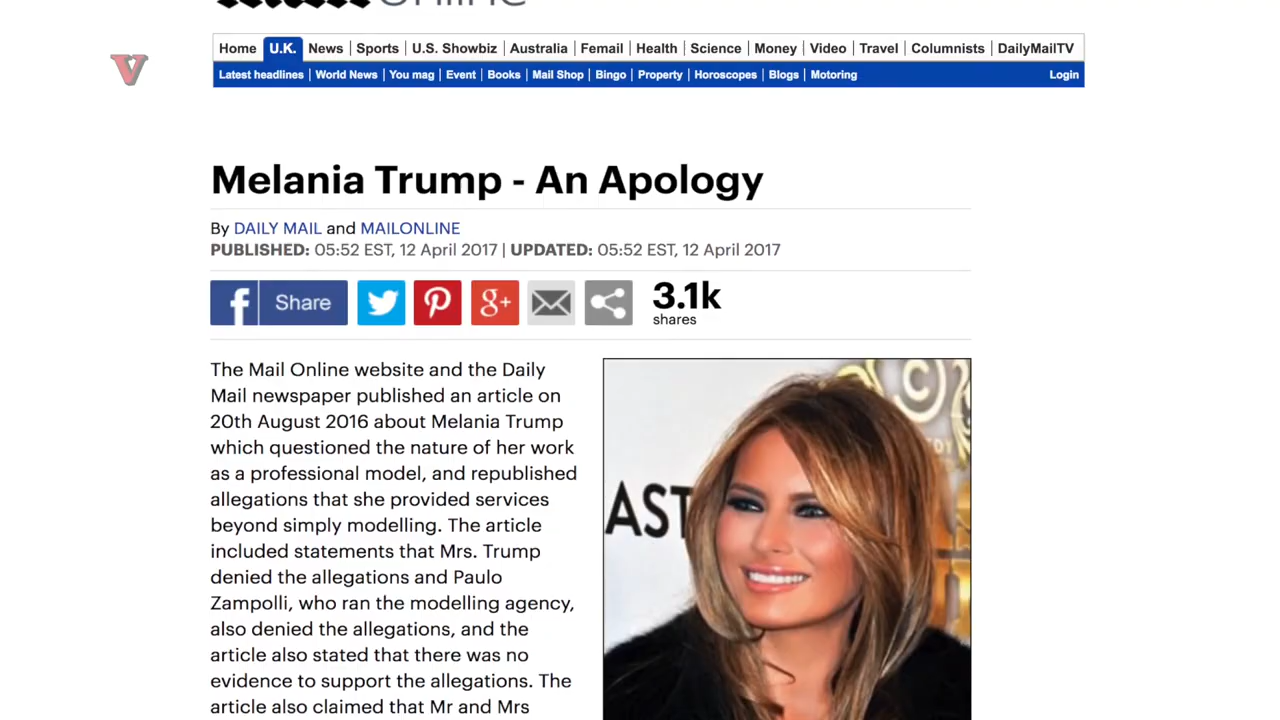 Online
Home U.K. News Sports U.S. Showbiz Australia Femail Health Science Money Video Travel Columnists DailyMailTV
V
Latest headlines World News You mag Event Books Mail Shop Bingo Property Horoscopes Blogs Motoring Login
Melania Trump - An Apology
By DAILY MAIL and MAILONLINE
PUBLISHED: 05:52 EST, 12 April 2017 | UPDATED: 05:52 EST, 12 April 2017
f Share g+ 3.1k
shares
The Mail Online website and the Daily
Mail newspaper published an article on
20th August 2016 about Melania Trump
which questioned the nature of her work
as a professional model, and republished
allegations that she provided services
beyond simply modelling. The article
included statements that Mrs. Trump
denied the allegations and Paulo
Zampolli, who ran the modelling agency,
also denied the allegations, and the
article also stated that there was no
evidence to support the allegations. The
article also claimed that Mr and Mrs
AST